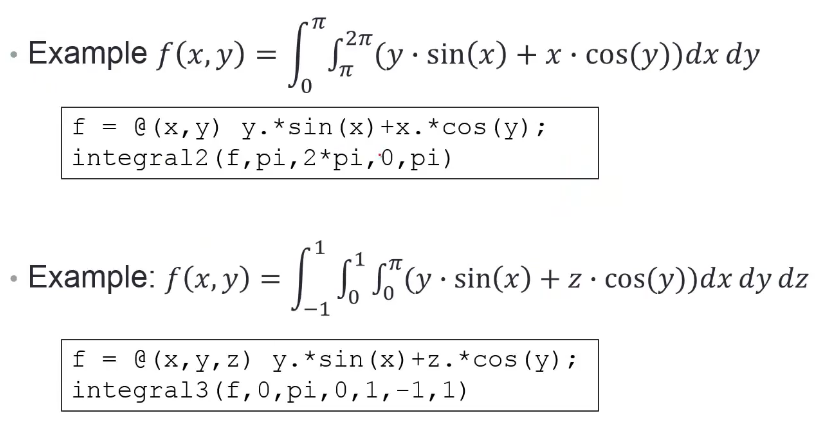 • Example f(x, y) = ∫₀^π ∫_π^2π (y · sin(x) + x · cos(y))dx dy
f = @(x,y) y.*sin(x)+x.*cos(y);
integral2(f,pi,2*pi,0,pi)
• Example: f(x, y) = ∫₋₁^1 ∫₀^1 ∫₀^π (y · sin(x) + z · cos(y))dx dy dz
f = @(x,y,z) y.*sin(x)+z.*cos(y);
integral3(f,0,pi,0,1,-1,1)